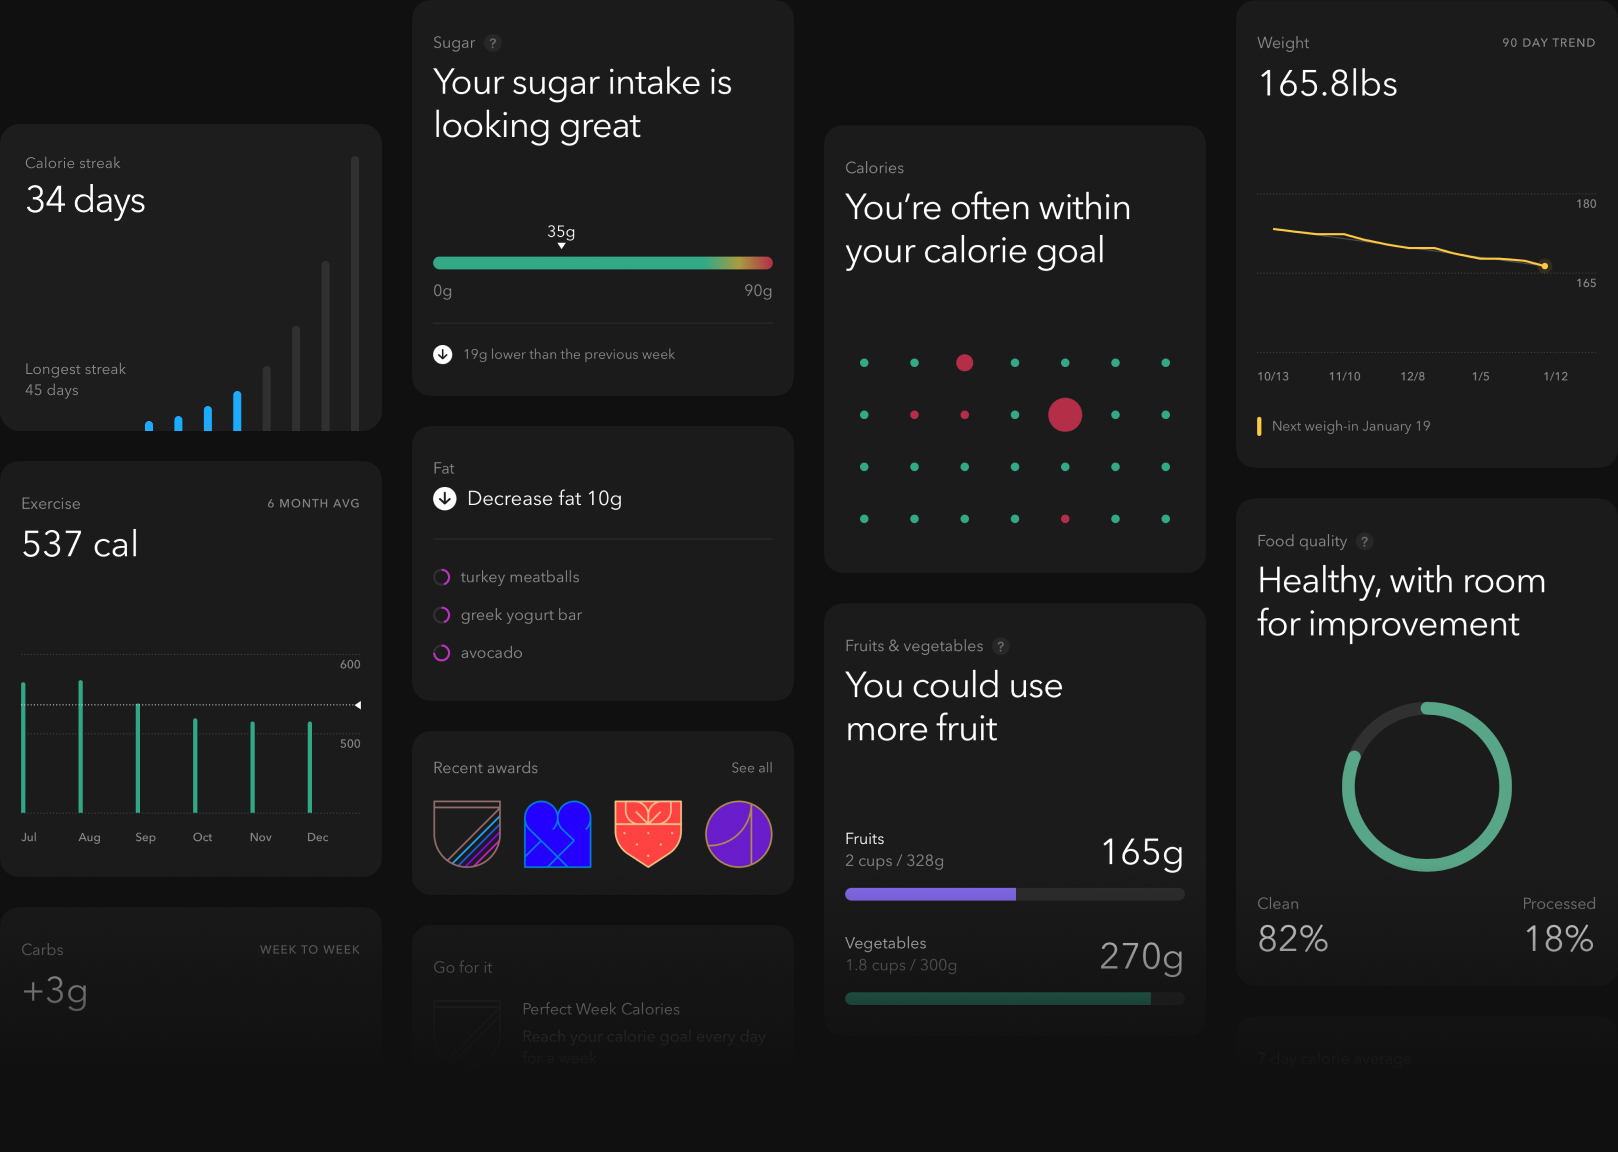 Calorie streak
34 days
Longest streak
45 days
Exercise
6 MONTH AVG
537 cal
600
500
Jul Aug Sep Oct Nov Dec
Carbs
WEEK TO WEEK
+3g
Sugar ?
Your sugar intake is
looking great
35g
0g 90g
19g lower than the previous week
Fat
Decrease fat 10g
turkey meatballs
greek yogurt bar
avocado
Recent awards
See all
Go for it
Perfect Week Calories
Reach your calorie goal every day
for a week
Calories
You’re often within
your calorie goal
Fruits & vegetables ?
You could use
more fruit
Fruits
2 cups / 328g
165g
Vegetables
1.8 cups / 300g
270g
Weight
90 DAY TREND
165.8lbs
180
165
10/13 11/10 12/8 1/5 1/12
Next weigh-in January 19
Food quality ?
Healthy, with room
for improvement
Clean
82%
Processed
18%
7 day calorie average